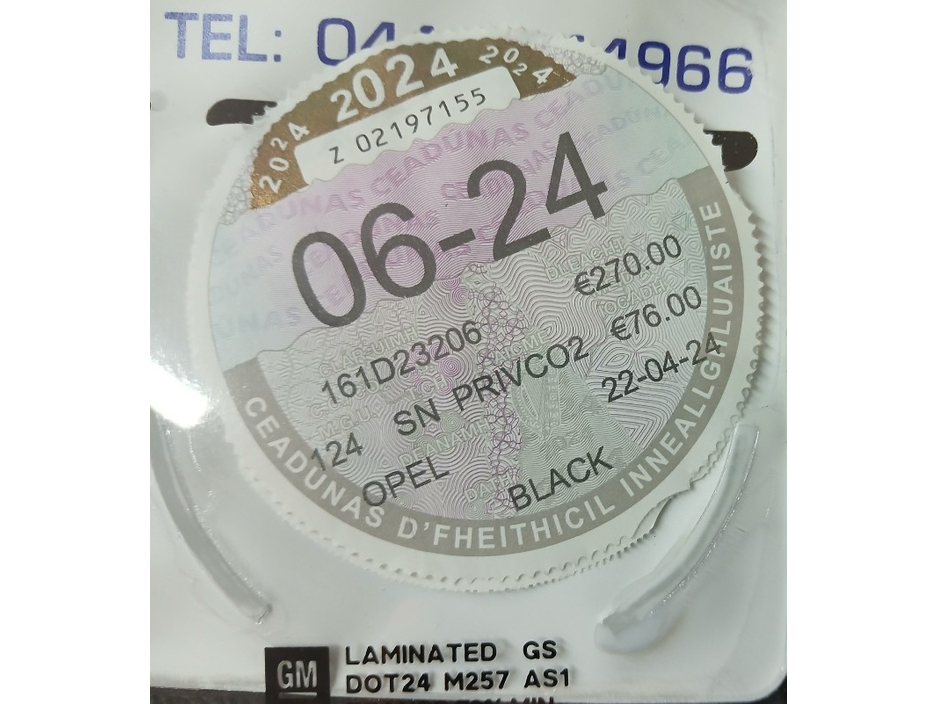 TEL: 04 4966
2024 2024 2024
Z 02197155
CEADÚNAS CEADÚNAS CEADÚNAS
06-24
€270.00
161D23206 €76.00
124 SN PRIVCO2 22-04-24
OPEL BLACK
CEADÚNAS D'FHEITHICIL INNEALLGHLUAISTE
GM LAMINATED GS
DOT24 M257 AS1